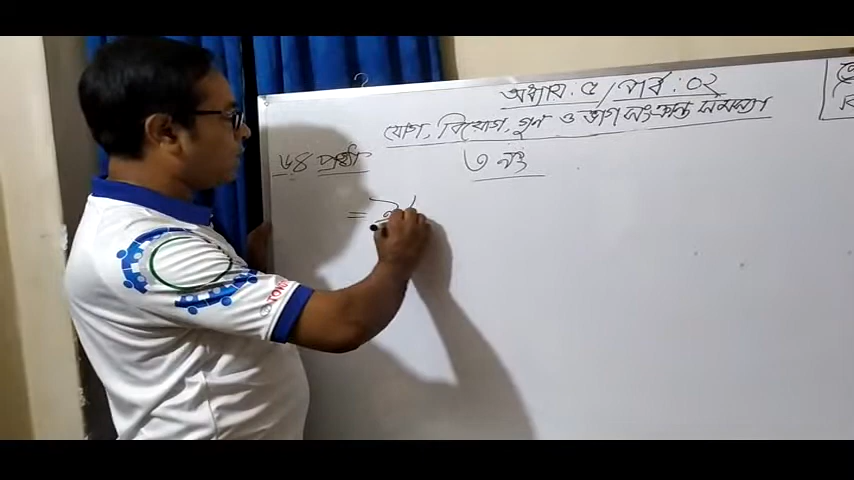 অধ্যায় : ৫ / পর্ব : ০২
যোগ, বিয়োগ, গুন ও ভাগ সংক্রান্ত সমস্যা
৬৪ পৃষ্ঠা
৩ নং
=